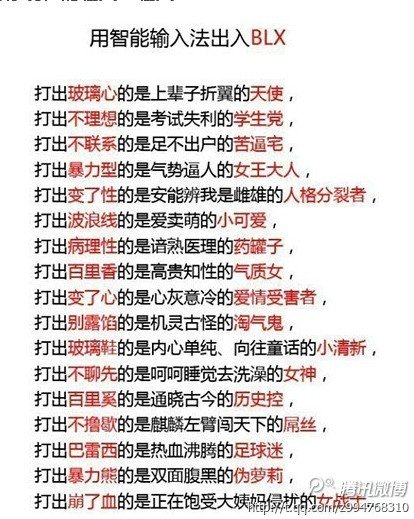 用智能输入法出入BLX
打出玻璃心的是上辈子折翼的天使，
打出不理想的是考试失利的学生党，
打出不联系的是足不出户的苦逼宅，
打出暴力型的是气势逼人的女王大人，
打出变了性的是安能辨我是雌雄的人格分裂者，
打出波浪线的是爱卖萌的小可爱，
打出病理性的是谙熟医理的药罐子，
打出百里香的是高贵知性的气质女，
打出变了心的是心灰意冷的爱情受害者，
打出别露馅的是机灵古怪的淘气鬼，
打出玻璃鞋的是内心单纯、向往童话的小清新，
打出不聊先的是呵呵睡觉去洗澡的女神，
打出百里奚的是通晓古今的历史控，
打出不撸歇的是麒麟左臂闯天下的屌丝，
打出巴雷西的是热血沸腾的足球迷，
打出暴力熊的是双面腹黑的伪萝莉，
打出崩了血的是正在饱受大姨妈侵扰的女战士
腾讯微博
http://t.qq.com/z994768310